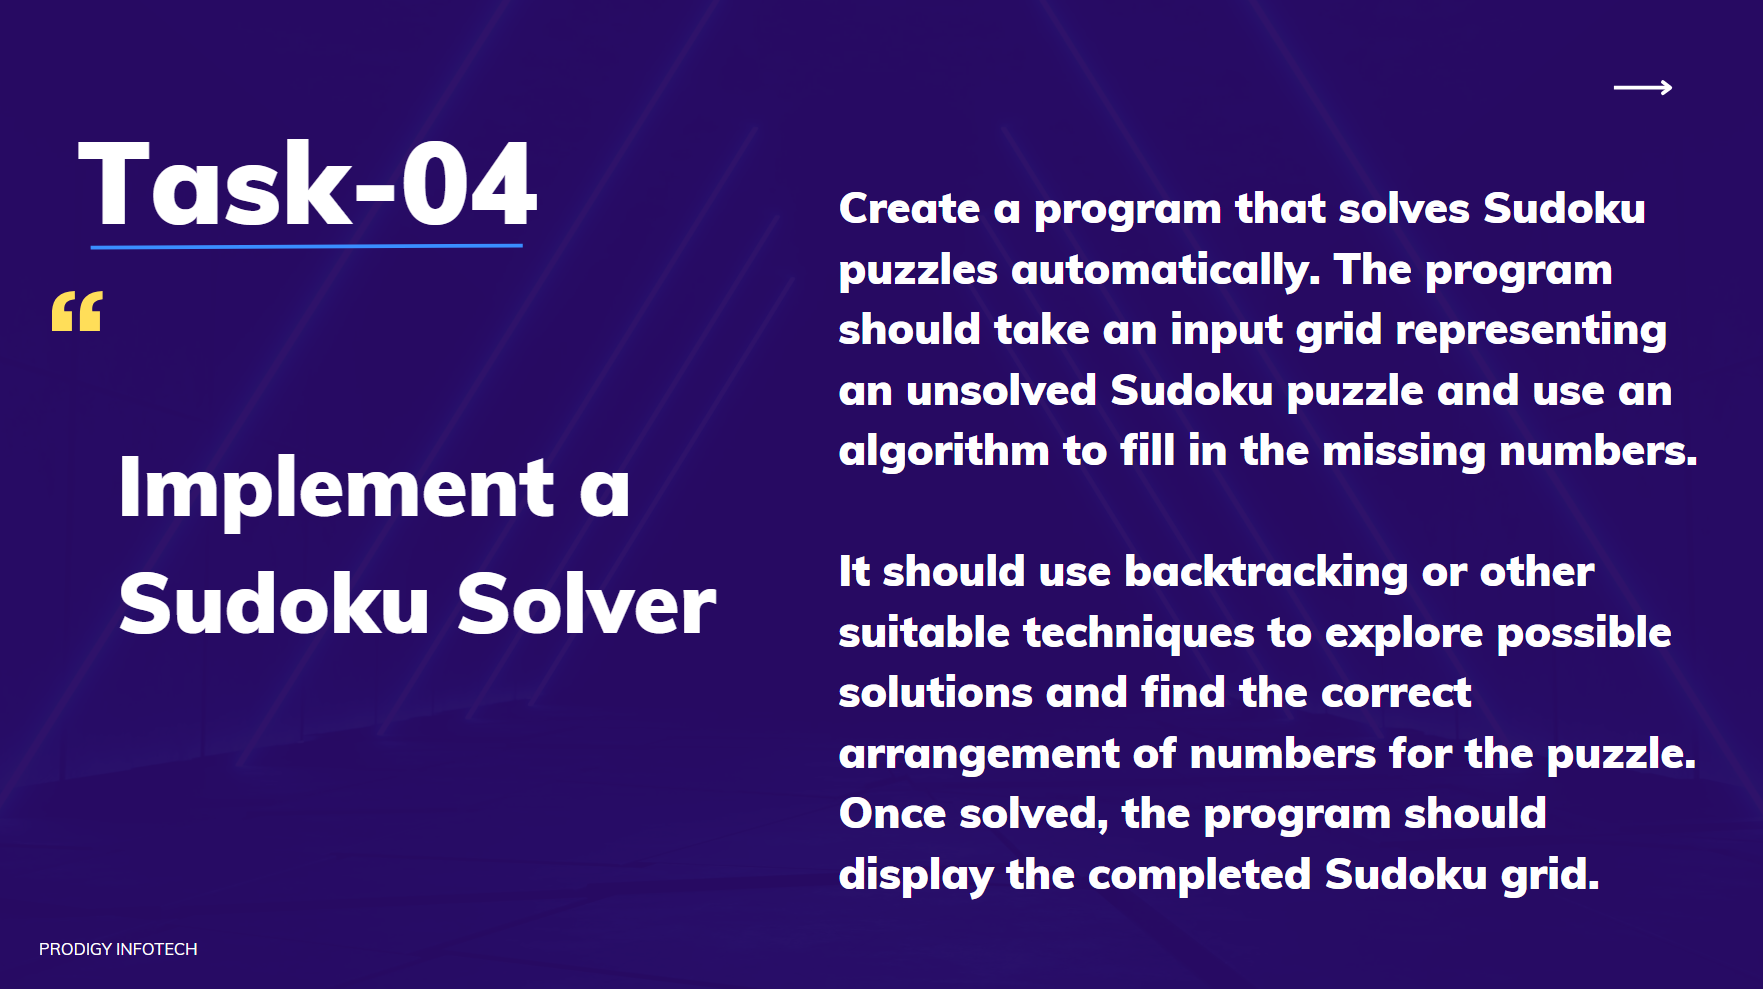 Task-04
“
Implement a
Sudoku Solver
Create a program that solves Sudoku
puzzles automatically. The program
should take an input grid representing
an unsolved Sudoku puzzle and use an
algorithm to fill in the missing numbers.
It should use backtracking or other
suitable techniques to explore possible
solutions and find the correct
arrangement of numbers for the puzzle.
Once solved, the program should
display the completed Sudoku grid.
PRODIGY INFOTECH